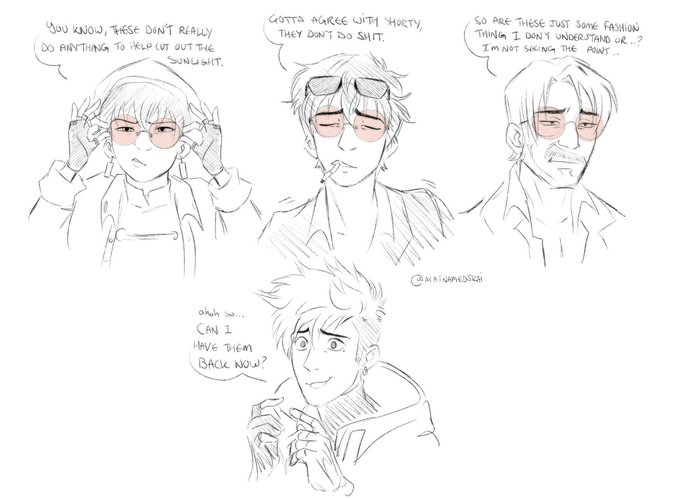 YOU KNOW, THESE DON'T REALLY
DO ANYTHING TO HELP CUT OUT THE
SUNLIGHT.
GOTTA AGREE WITH SHORTY,
THEY DON'T DO SHIT.
SO ARE THESE JUST SOME FASHION
THING I DON'T UNDERSTAND OR..?
I'M NOT SEEING THE POINT..
@ACATNAMEDSKAI
ahah so...
CAN I
HAVE THEM
BACK NOW?